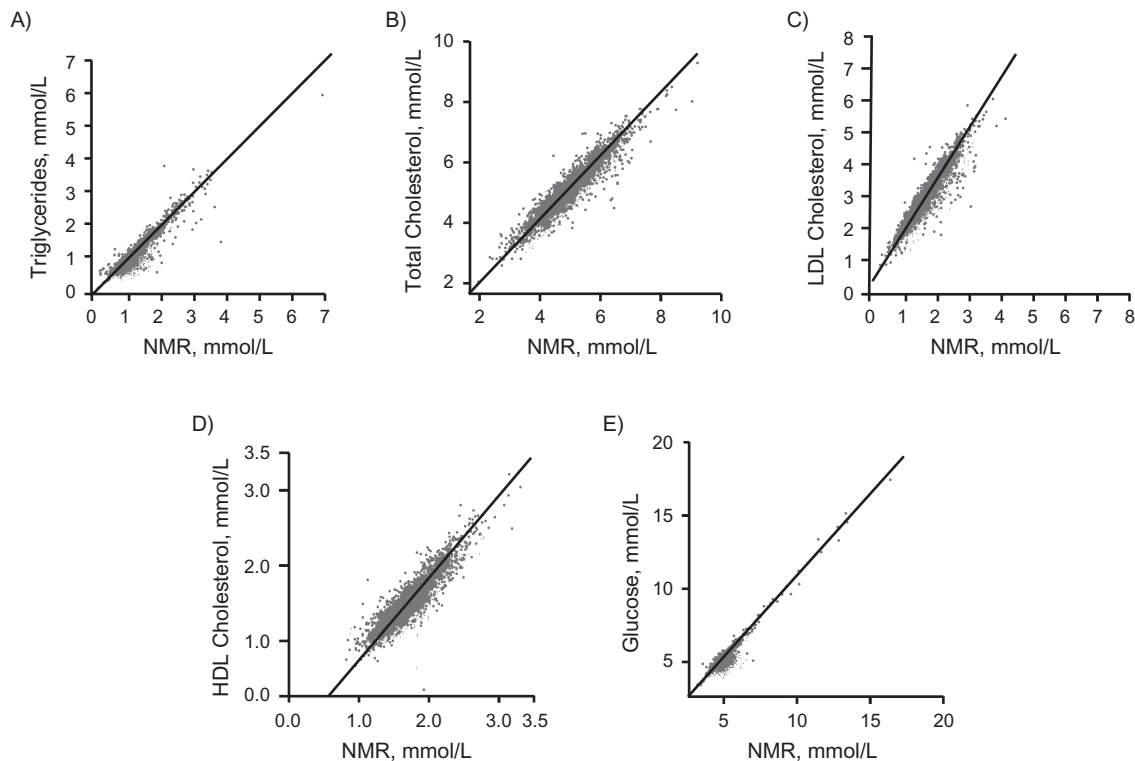 A)
Triglycerides, mmol/L
7
6
5
4
3
2
1
0
0 1 2 3 4 5 6 7
NMR, mmol/L
B)
Total Cholesterol, mmol/L
10
8
6
4
2
2 4 6 8 10
NMR, mmol/L
C)
LDL Cholesterol, mmol/L
8
7
6
5
4
3
2
1
0
0 1 2 3 4 5 6 7 8
NMR, mmol/L
D)
HDL Cholesterol, mmol/L
3.5
3.0
2.0
1.0
0.0
0.0 1.0 2.0 3.0 3.5
NMR, mmol/L
E)
Glucose, mmol/L
20
15
10
5
5 10 15 20
NMR, mmol/L